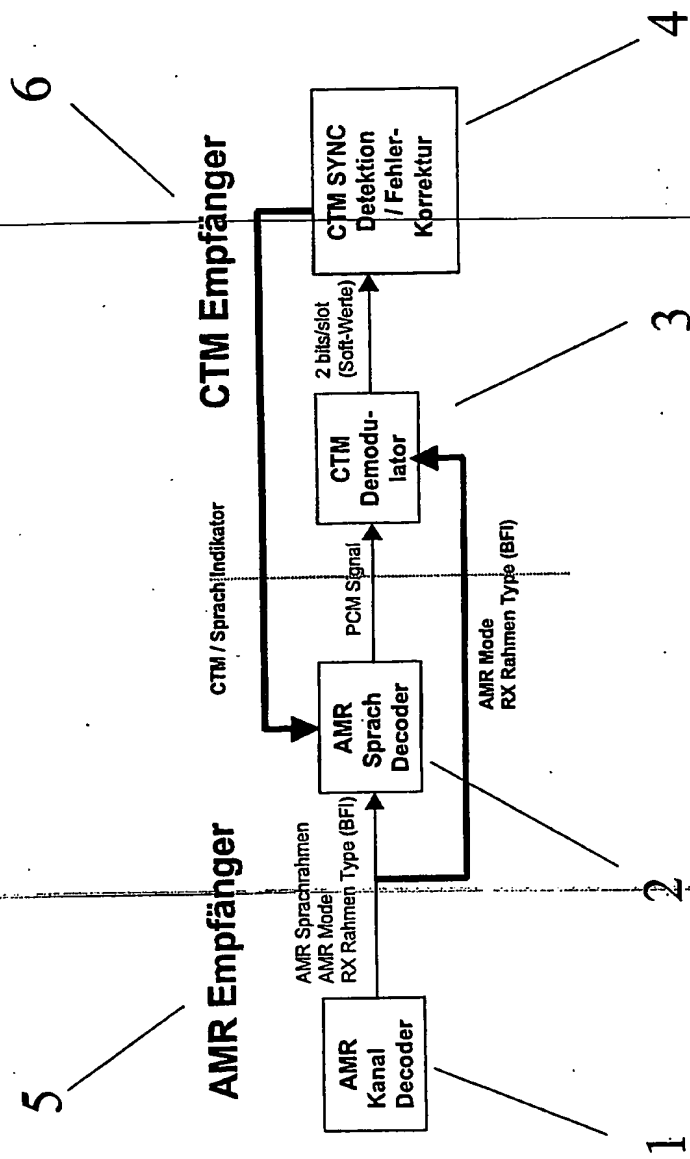 5
6
AMR Empfänger
CTM Empfänger
AMR
Kanal
Decoder
AMR Sprachrahmen
AMR Mode
RX Rahmen Type (BFI)
AMR
Sprach
Decoder
CTM / Sprach Indikator
PCM Signal
CTM
Demodu-
lator
2 bits/slot
(Soft-Werte)
CTM SYNC
Detektion
/ Fehler-
Korrektur
AMR Mode
RX Rahmen Type (BFI)
1
2
3
4